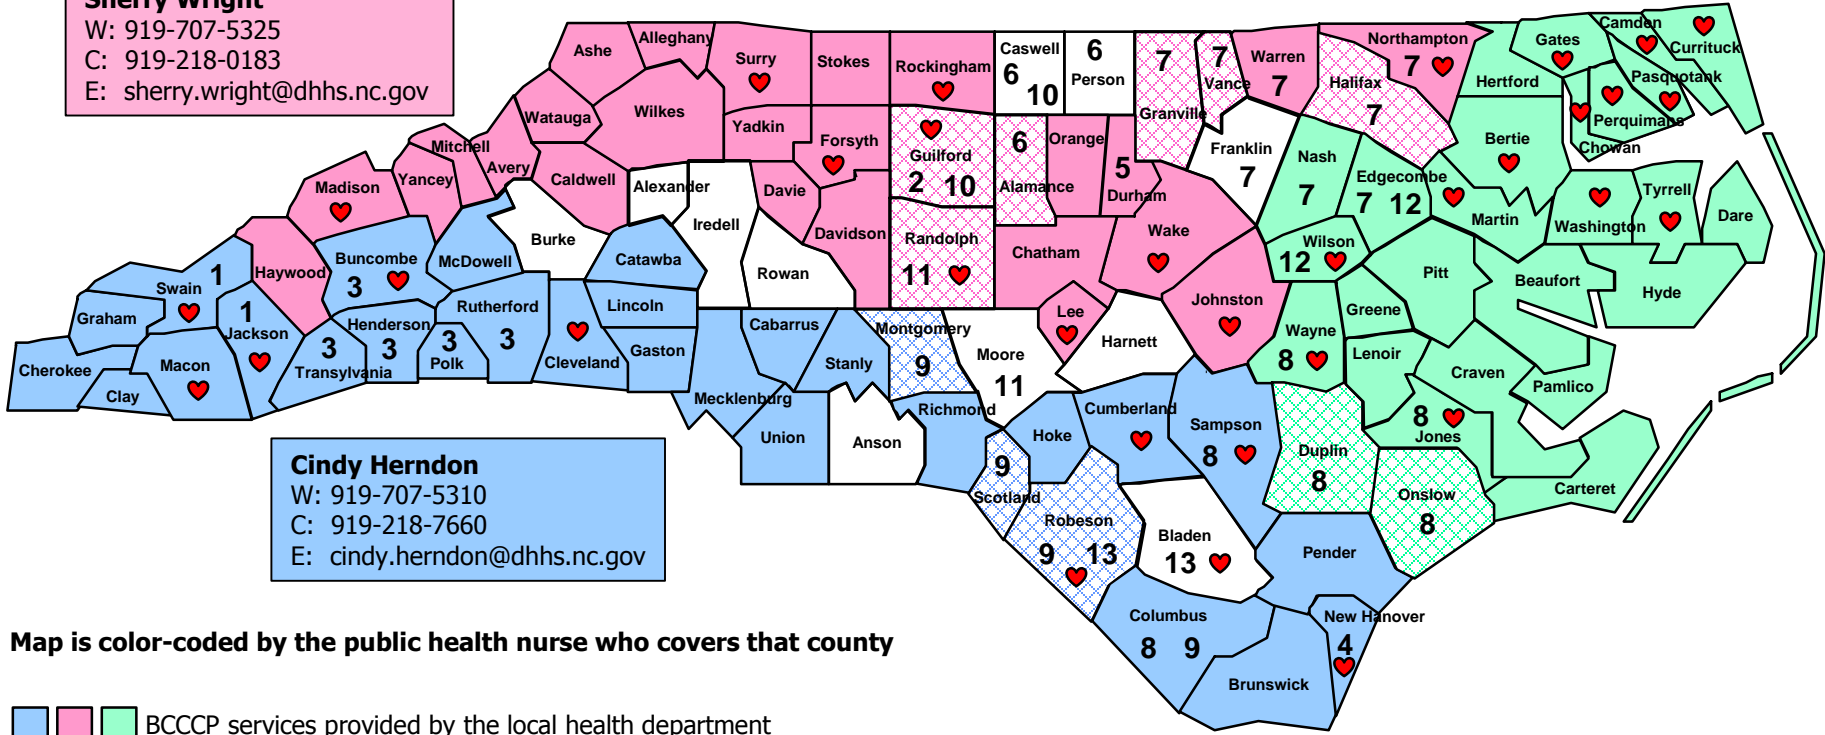 Sherry Wright
W: 919-707-5325
C: 919-218-0183
E: sherry.wright@dhhs.nc.gov
Ashe
Alleghany
Surry
Stokes
Rockingham
Caswell
6
10
6
Person
7
Granville
7
Vance
Warren
7
Halifax
7
Northampton
7
Hertford
Gates
Camden
Currituck
Pasquotank
Perquimans
Chowan
Bertie
Watauga
Wilkes
Yadkin
Forsyth
Guilford
2 10
6
Alamance
Orange
5
Durham
Franklin
7
Nash
7
Edgecombe
7 12
Martin
Washington
Tyrrell
Dare
Mitchell
Avery
Yancey
Madison
Caldwell
Alexander
Iredell
Davie
Davidson
Randolph
11
Chatham
Wake
Wilson
12
Pitt
Beaufort
Hyde
Burke
Rowan
Catawba
McDowell
Buncombe
3
Haywood
1
Swain
1
Jackson
Graham
Cherokee
Clay
Macon
3
Transylvania
Henderson
3
3
Polk
Rutherford
3
Cleveland
Lincoln
Gaston
Cabarrus
Stanly
Mecklenburg
Union
Anson
Montgomery
9
Richmond
Moore
11
Lee
Harnett
Johnston
Wayne
8
Greene
Lenoir
Craven
Pamlico
8
Jones
Carteret
Hoke
Cumberland
Sampson
8
Duplin
8
Onslow
8
9
Scotland
Robeson
9 13
Bladen
13
Pender
Columbus
8 9
Brunswick
New Hanover
4
Cindy Herndon
W: 919-707-5310
C: 919-218-7660
E: cindy.herndon@dhhs.nc.gov
Map is color-coded by the public health nurse who covers that county
BCCCP services provided by the local health department